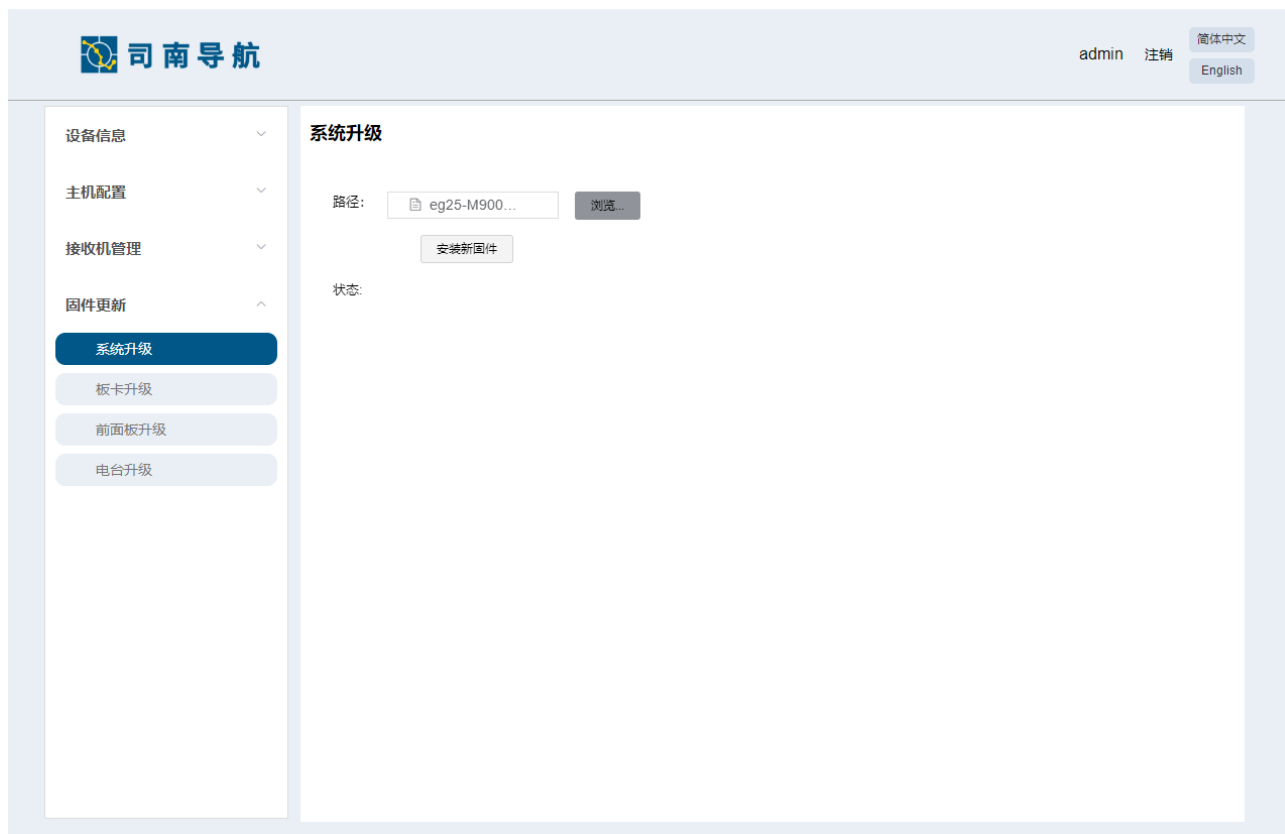 司南导航
admin 注销
简体中文
English
设备信息
主机配置
接收机管理
固件更新
系统升级
板卡升级
前面板升级
电台升级
系统升级
路径: eg25-M900... 浏览...
安装新固件
状态: